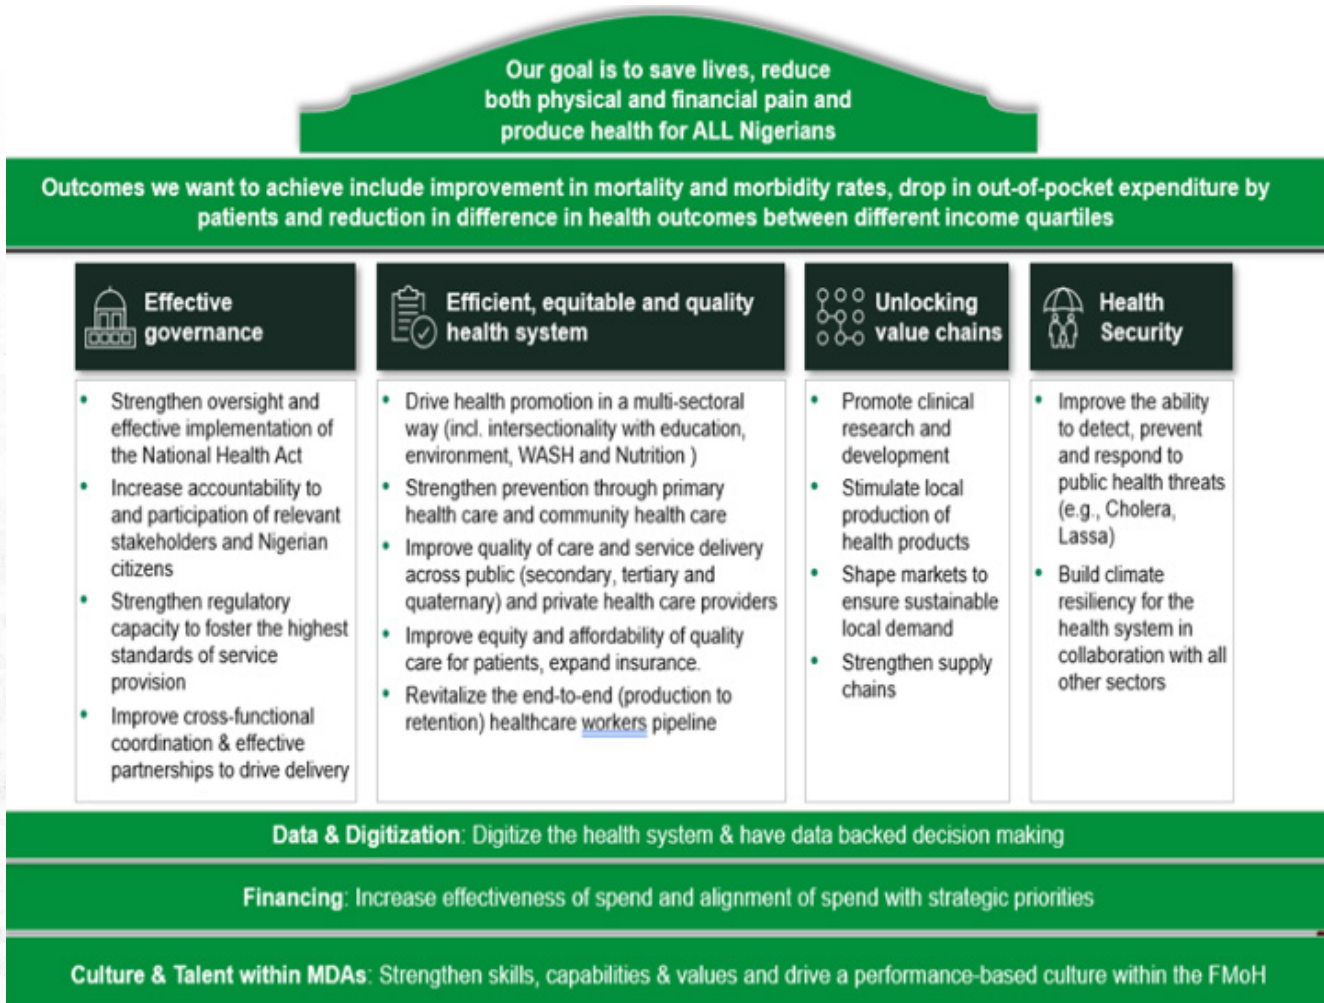 Our goal is to save lives, reduce
both physical and financial pain and
produce health for ALL Nigerians
Outcomes we want to achieve include improvement in mortality and morbidity rates, drop in out-of-pocket expenditure by
patients and reduction in difference in health outcomes between different income quartiles
Effective
governance
• Strengthen oversight and
effective implementation of
the National Health Act
• Increase accountability to
and participation of relevant
stakeholders and Nigerian
citizens
• Strengthen regulatory
capacity to foster the highest
standards of service
provision
• Improve cross-functional
coordination & effective
partnerships to drive delivery
Efficient, equitable and quality
health system
• Drive health promotion in a multi-sectoral
way (incl. intersectionality with education,
environment, WASH and Nutrition )
• Strengthen prevention through primary
health care and community health care
• Improve quality of care and service delivery
across public (secondary, tertiary and
quaternary) and private health care providers
• Improve equity and affordability of quality
care for patients, expand insurance.
• Revitalize the end-to-end (production to
retention) healthcare workers pipeline
Unlocking
value chains
• Promote clinical
research and
development
• Stimulate local
production of
health products
• Shape markets to
ensure sustainable
local demand
• Strengthen supply
chains
Health
Security
• Improve the ability
to detect, prevent
and respond to
public health threats
(e.g., Cholera,
Lassa)
• Build climate
resiliency for the
health system in
collaboration with all
other sectors
Data & Digitization: Digitize the health system & have data backed decision making
Financing: Increase effectiveness of spend and alignment of spend with strategic priorities
Culture & Talent within MDAs: Strengthen skills, capabilities & values and drive a performance-based culture within the FMoH